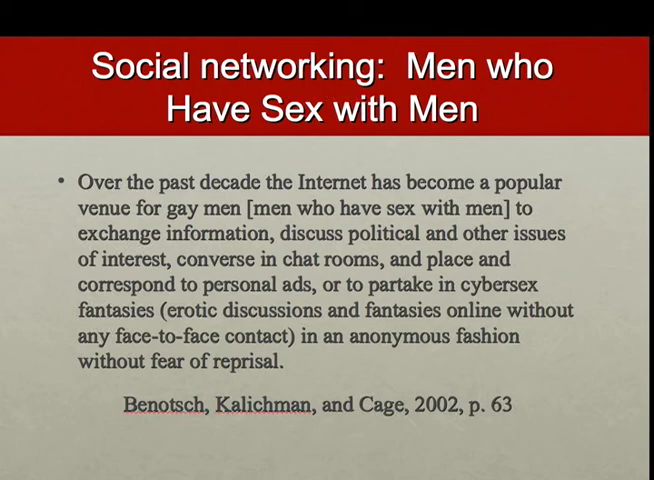 Social networking: Men who
Have Sex with Men
• Over the past decade the Internet has become a popular
venue for gay men [men who have sex with men] to
exchange information, discuss political and other issues
of interest, converse in chat rooms, and place and
correspond to personal ads, or to partake in cybersex
fantasies (erotic discussions and fantasies online without
any face-to-face contact) in an anonymous fashion
without fear of reprisal.
Benotsch, Kalichman, and Cage, 2002, p. 63